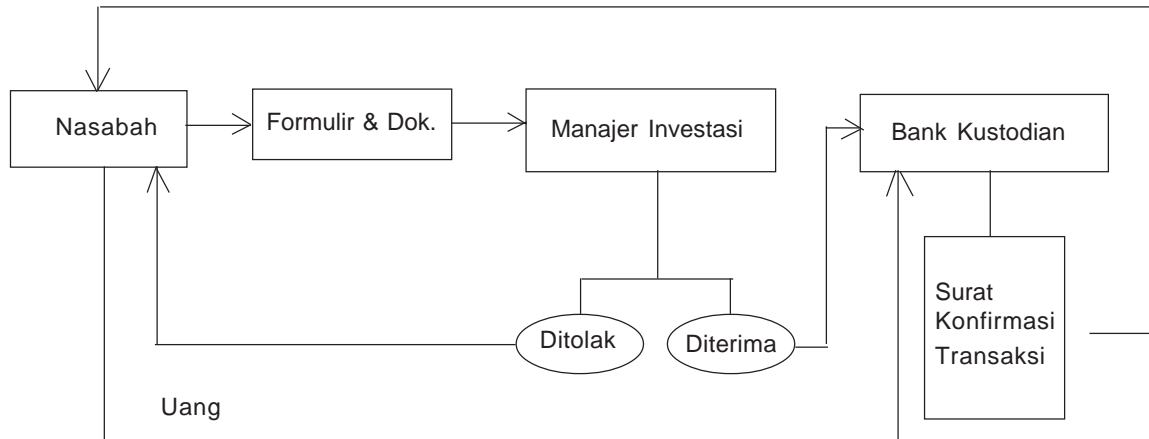 Nasabah
Formulir & Dok.
Manajer Investasi
Bank Kustodian
Ditolak
Diterima
Surat
Konfirmasi
Transaksi
Uang